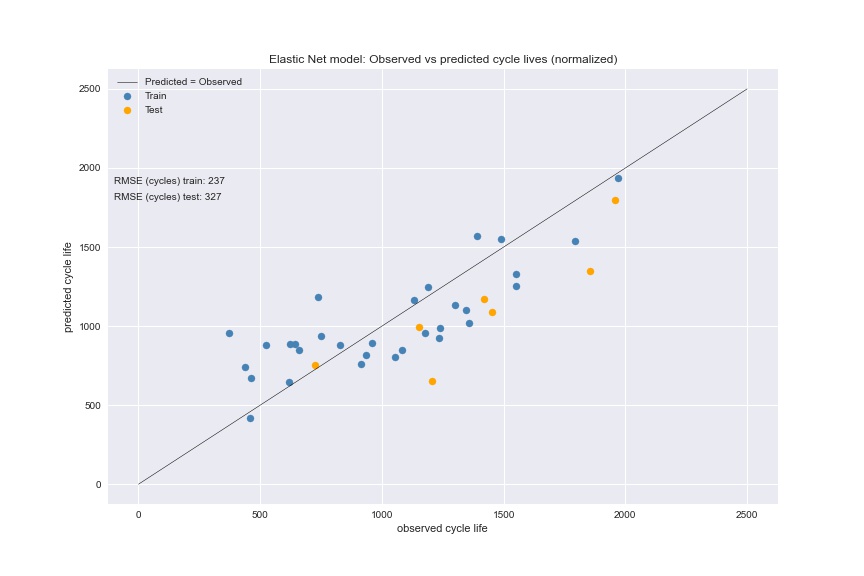 Elastic Net model: Observed vs predicted cycle lives (normalized)
Predicted = Observed
Train
Test
RMSE (cycles) train: 237
RMSE (cycles) test: 327
2500
2000
1500
1000
500
0
predicted cycle life
0
500
1000
1500
2000
2500
observed cycle life